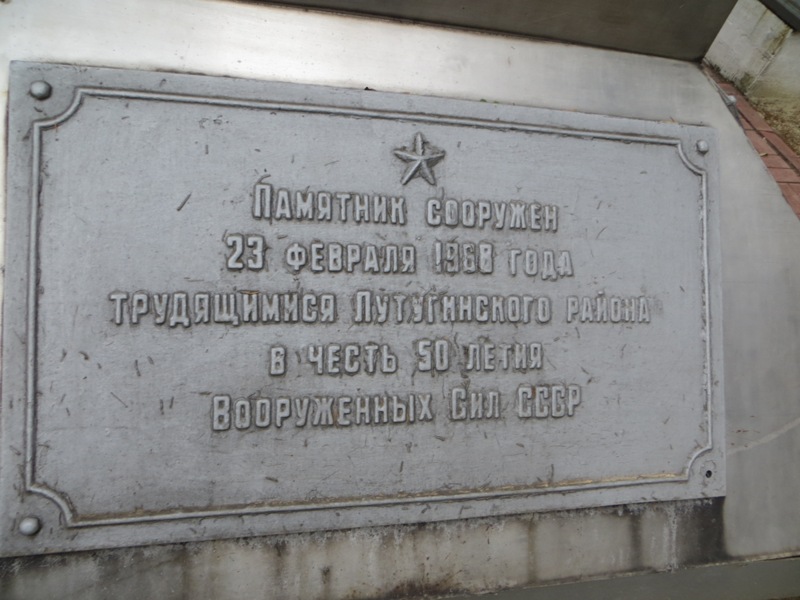 Памятник сооружен
23 февраля 1968 года
трудящимися Лутугинского района
в честь 50 летия
Вооруженных Сил СССР